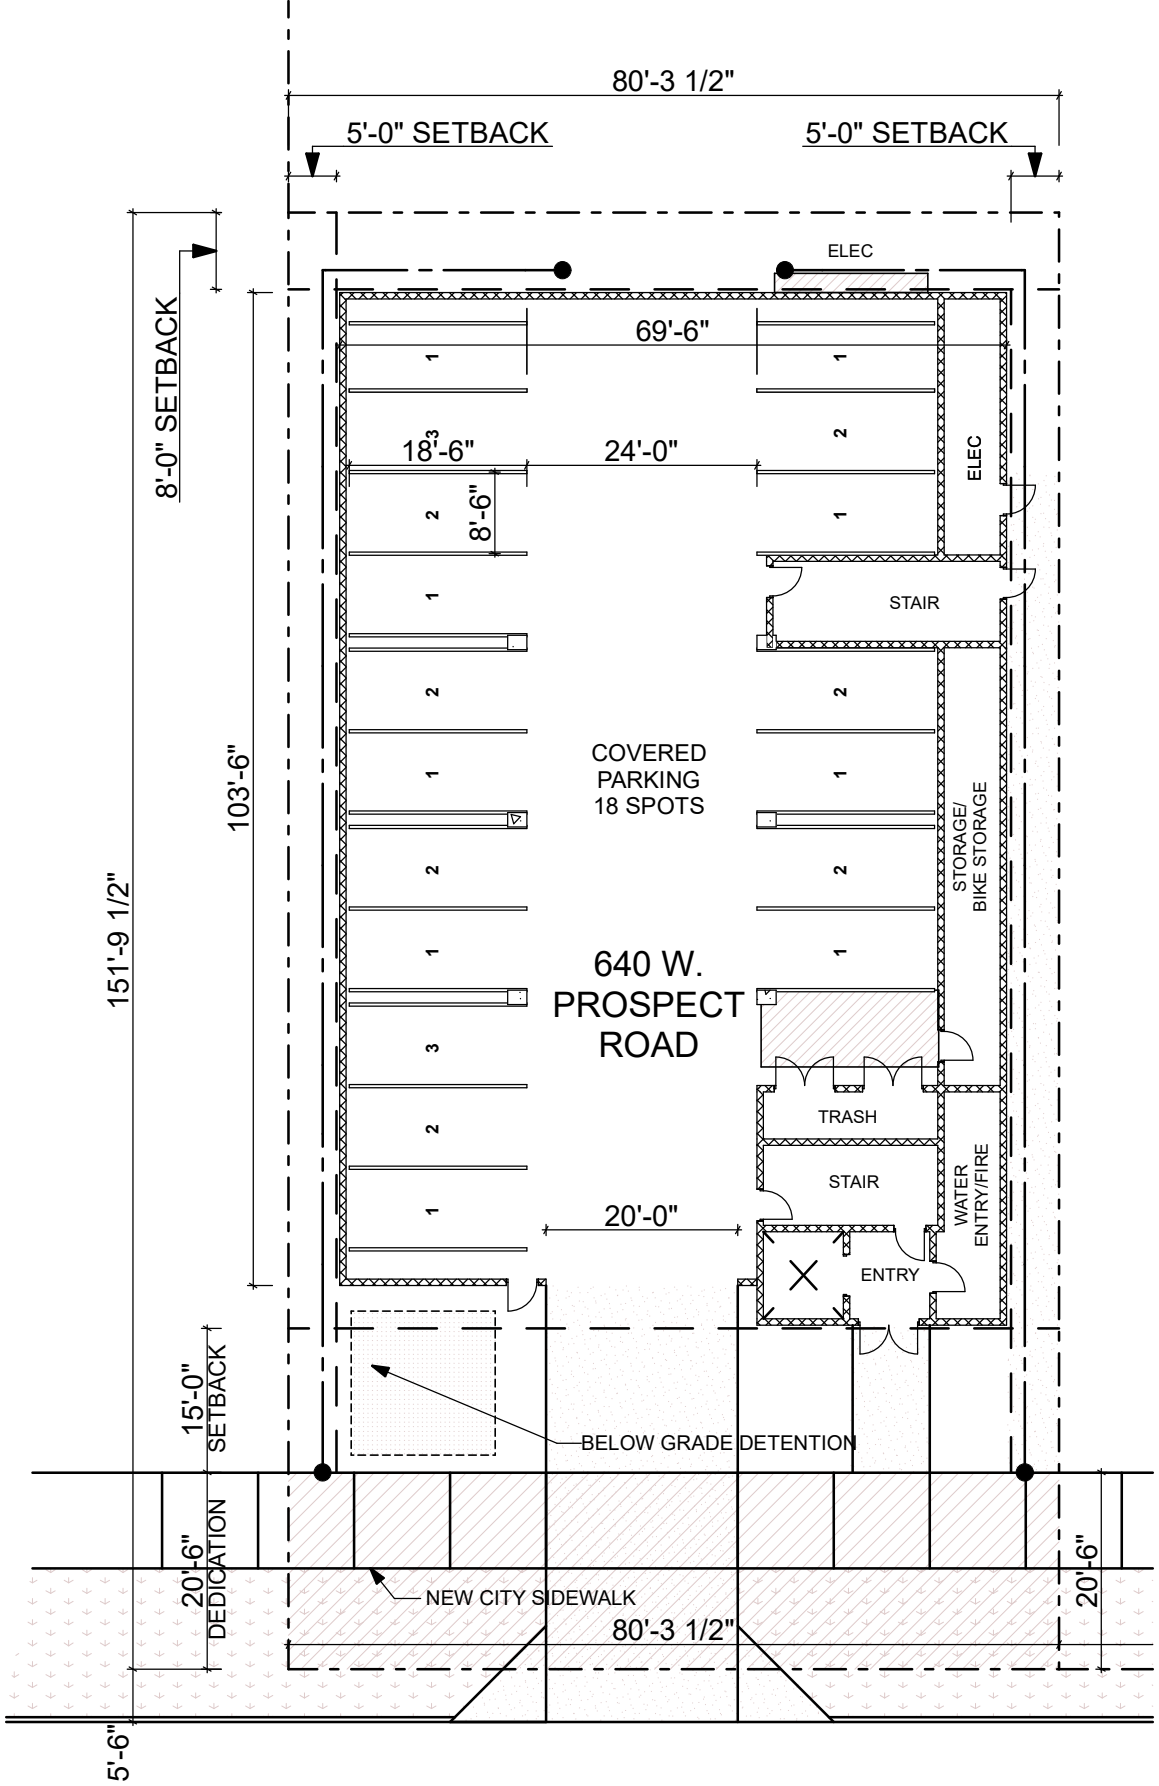 80'-3 1/2"
5'-0" SETBACK
5'-0" SETBACK
8'-0" SETBACK
ELEC
69'-6"
1
1
3
2
18'-6"
24'-0"
ELEC
2
8'-6"
1
1
STAIR
2
2
103'-6"
COVERED
PARKING
18 SPOTS
1
1
STORAGE/
BIKE STORAGE
2
2
151'-9 1/2"
1
1
640 W.
PROSPECT
ROAD
3
2
TRASH
STAIR
WATER
ENTRY/FIRE
1
20'-0"
ENTRY
15'-0"
SETBACK
BELOW GRADE DETENTION
20'-6"
DEDICATION
NEW CITY SIDEWALK
20'-6"
80'-3 1/2"
5'-6"